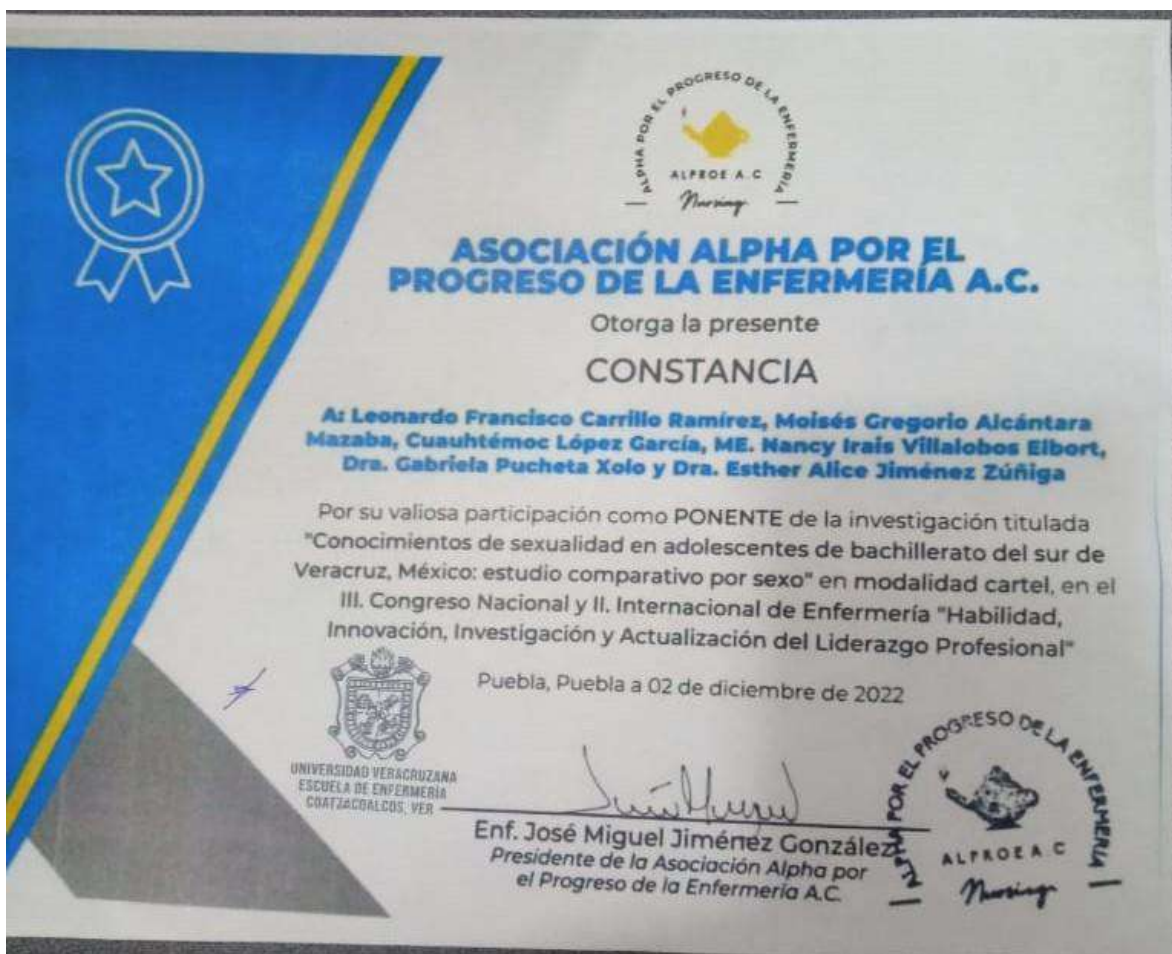 ALPHA POR EL PROGRESO DE LA ENFERMERÍA
ALPROE A.C
Nursing
ASOCIACIÓN ALPHA POR EL
PROGRESO DE LA ENFERMERÍA A.C.
Otorga la presente
CONSTANCIA
A: Leonardo Francisco Carrillo Ramírez, Moisés Gregorio Alcántara
Mazaba, Cuauhtémoc López García, ME. Nancy Irais Villalobos Elbort,
Dra. Gabriela Pucheta Xolo y Dra. Esther Alice Jiménez Zúñiga
Por su valiosa participación como PONENTE de la investigación titulada
"Conocimientos de sexualidad en adolescentes de bachillerato del sur de
Veracruz, México: estudio comparativo por sexo" en modalidad cartel, en el
III. Congreso Nacional y II. Internacional de Enfermería "Habilidad,
Innovación, Investigación y Actualización del Liderazgo Profesional"
Puebla, Puebla a 02 de diciembre de 2022
UNIVERSIDAD VERACRUZANA
ESCUELA DE ENFERMERÍA
COATZACOALCOS, VER
Enf. José Miguel Jiménez González
Presidente de la Asociación Alpha por
el Progreso de la Enfermería A.C.
ALPHA POR EL PROGRESO DE LA ENFERMERIA
ALPROE A.C
Nursing